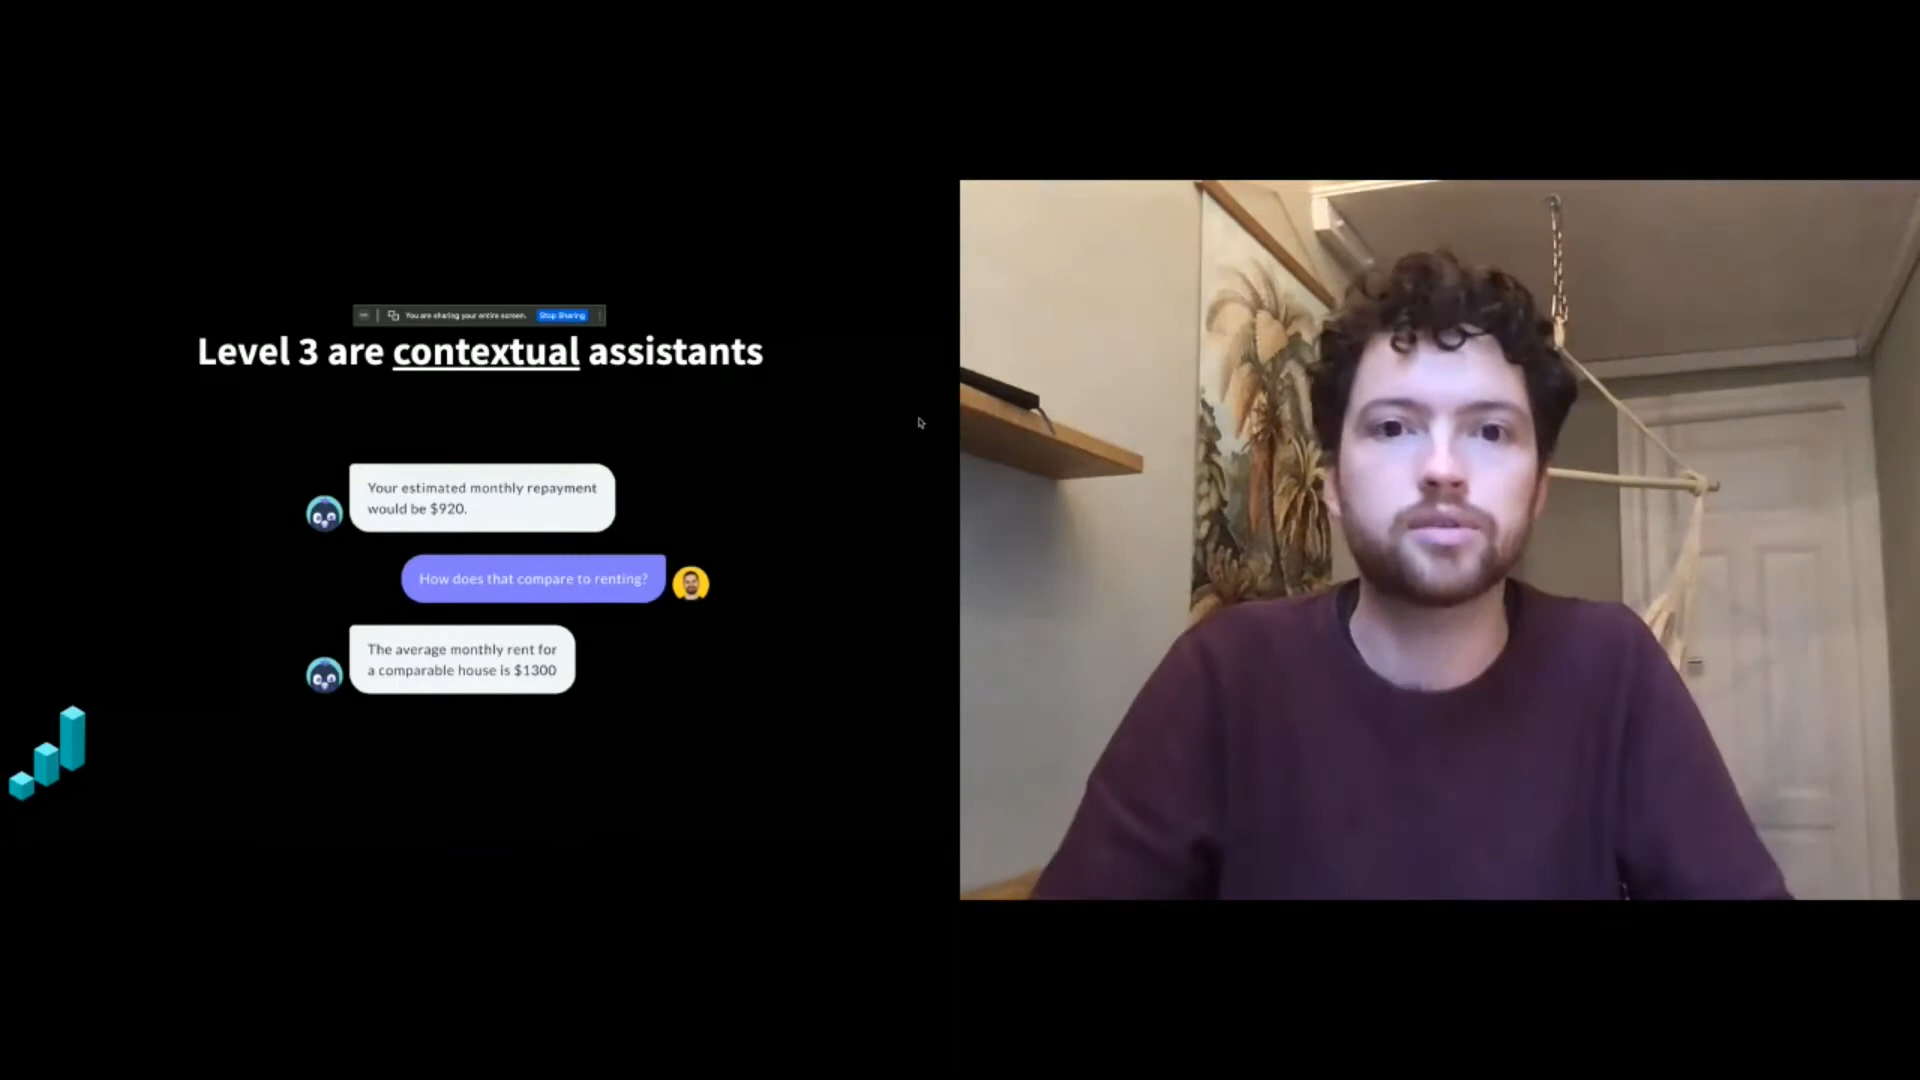 You are sharing your entire screen.
Stop Sharing
Level 3 are contextual assistants
Your estimated monthly repayment
would be $920.
How does that compare to renting?
The average monthly rent for
a comparable house is $1300